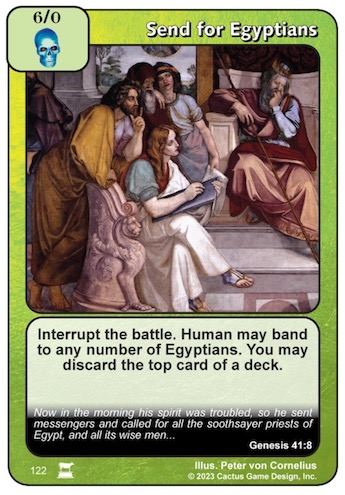 6/0
Send for Egyptians
Interrupt the battle. Human may band
to any number of Egyptians. You may
discard the top card of a deck.
Now in the morning his spirit was troubled, so he sent
messengers and called for all the soothsayer priests of
Egypt, and all its wise men...
Genesis 41:8
122
Illus. Peter von Cornelius
© 2023 Cactus Game Design, Inc.